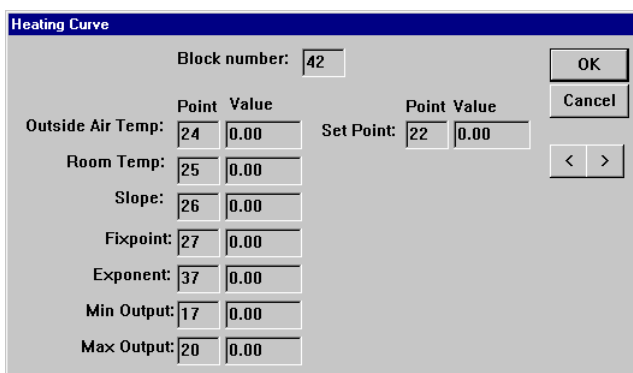 Heating Curve
Block number: 42
OK
Cancel
Point Value Point Value
Outside Air Temp: 24 0.00 Set Point: 22 0.00
Room Temp: 25 0.00 < >
Slope: 26 0.00
Fixpoint: 27 0.00
Exponent: 37 0.00
Min Output: 17 0.00
Max Output: 20 0.00